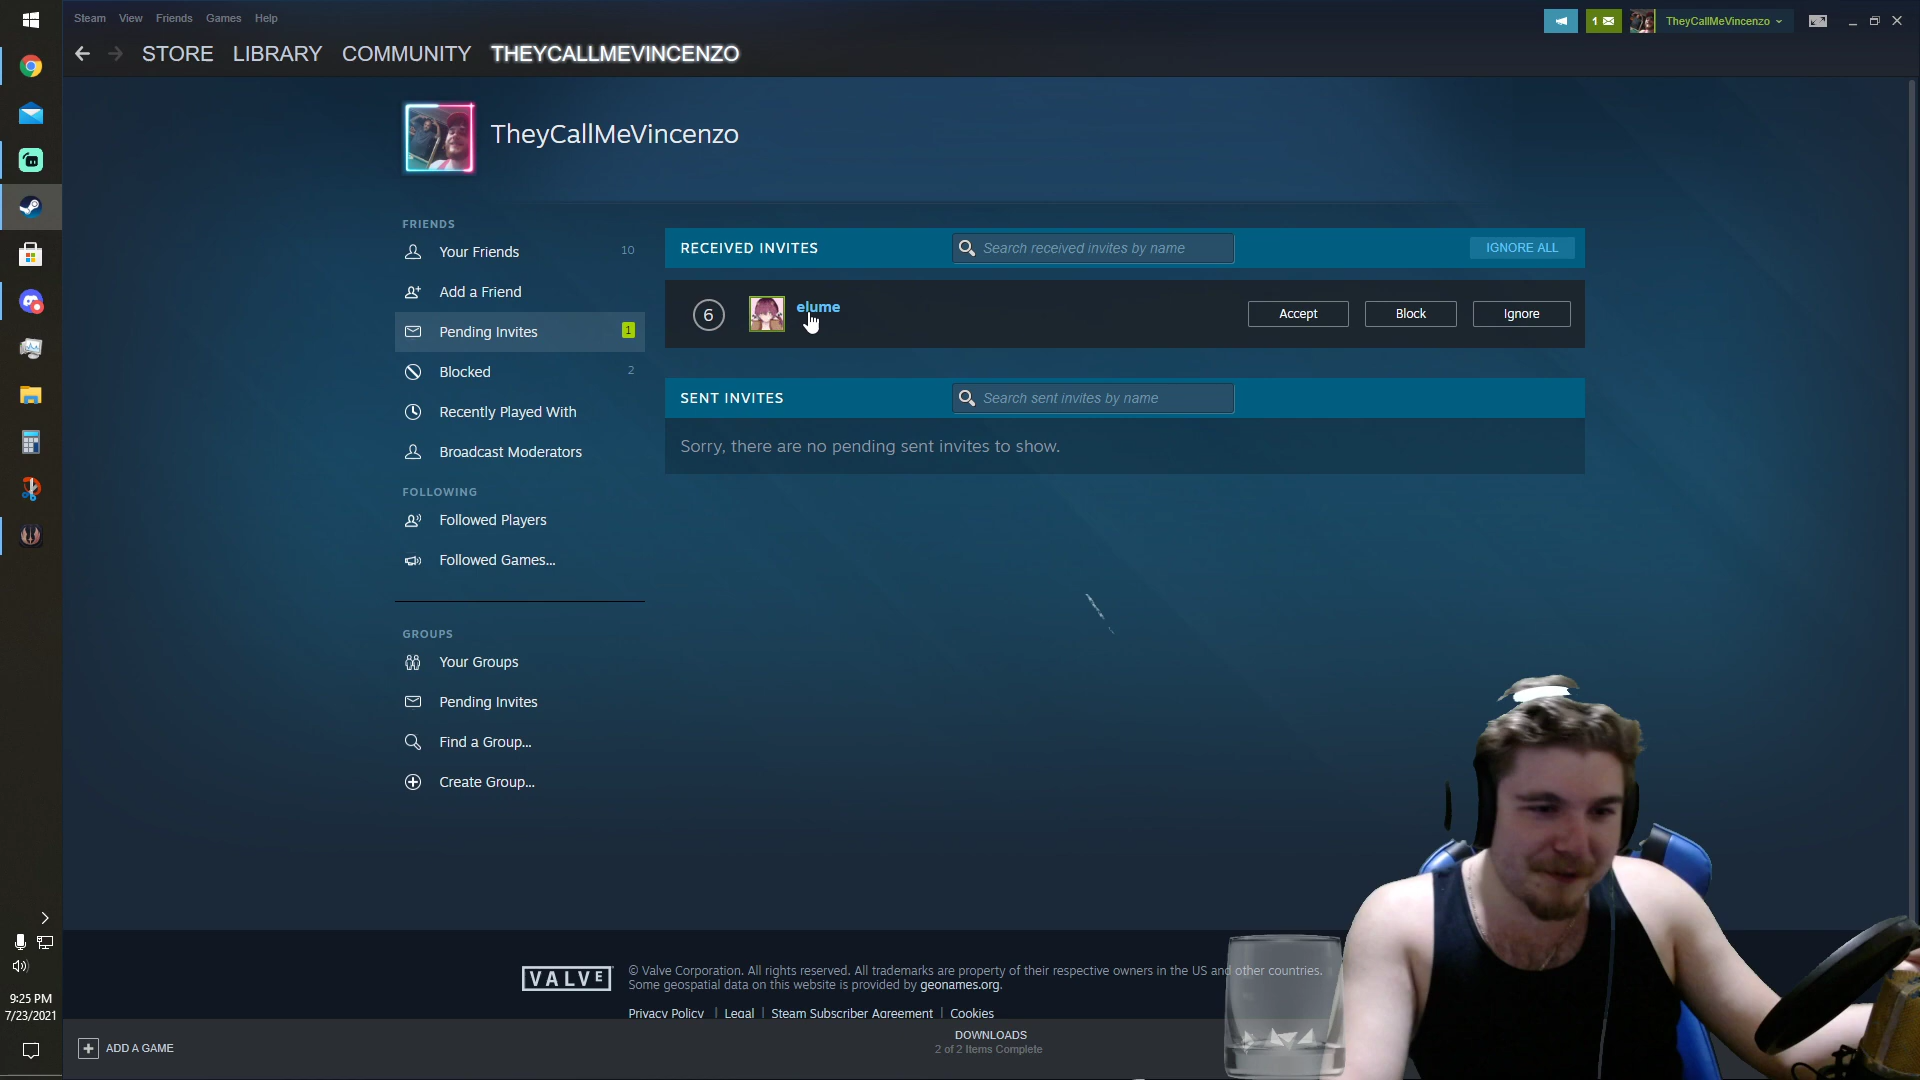 Steam View Friends Games Help
1
TheyCallMeVincenzo
STORE LIBRARY COMMUNITY THEYCALLMEVINCENZO
TheyCallMeVincenzo
FRIENDS
Your Friends 10
Add a Friend
Pending Invites 1
Blocked 2
Recently Played With
Broadcast Moderators
FOLLOWING
Followed Players
Followed Games...
GROUPS
Your Groups
Pending Invites
Find a Group...
Create Group...
RECEIVED INVITES Search received invites by name IGNORE ALL
6 elume Accept Block Ignore
SENT INVITES Search sent invites by name
Sorry, there are no pending sent invites to show.
VALVE
© Valve Corporation. All rights reserved. All trademarks are property of their respective owners in the US and other countries.
Some geospatial data on this website is provided by geonames.org.
Privacy Policy | Legal | Steam Subscriber Agreement | Cookies
9:25 PM
7/23/2021
ADD A GAME
DOWNLOADS
2 of 2 Items Complete